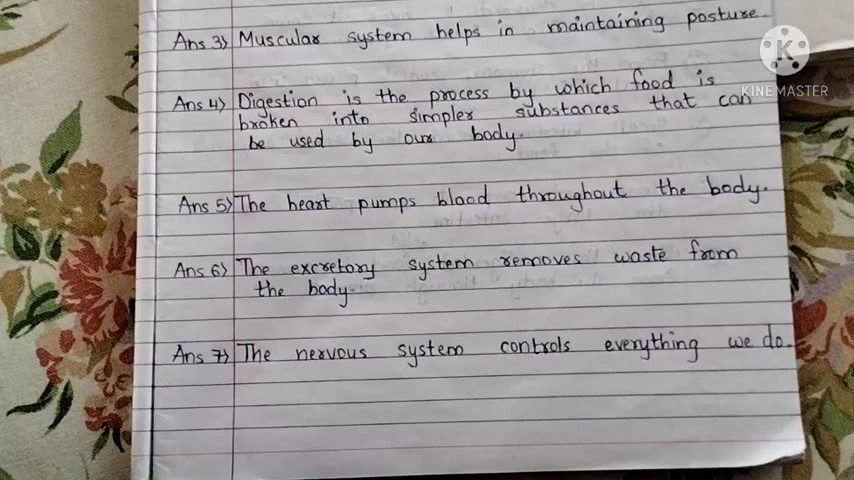 Ans 3) Muscular system helps in maintaining posture.
KINEMASTER
Ans 4) Digestion is the process by which food is
broken into simpler substances that can
be used by our body.
Ans 5) The heart pumps blood throughout the body.
Ans 6) The excretory system removes waste from
the body.
Ans 7) The nervous system controls everything we do.